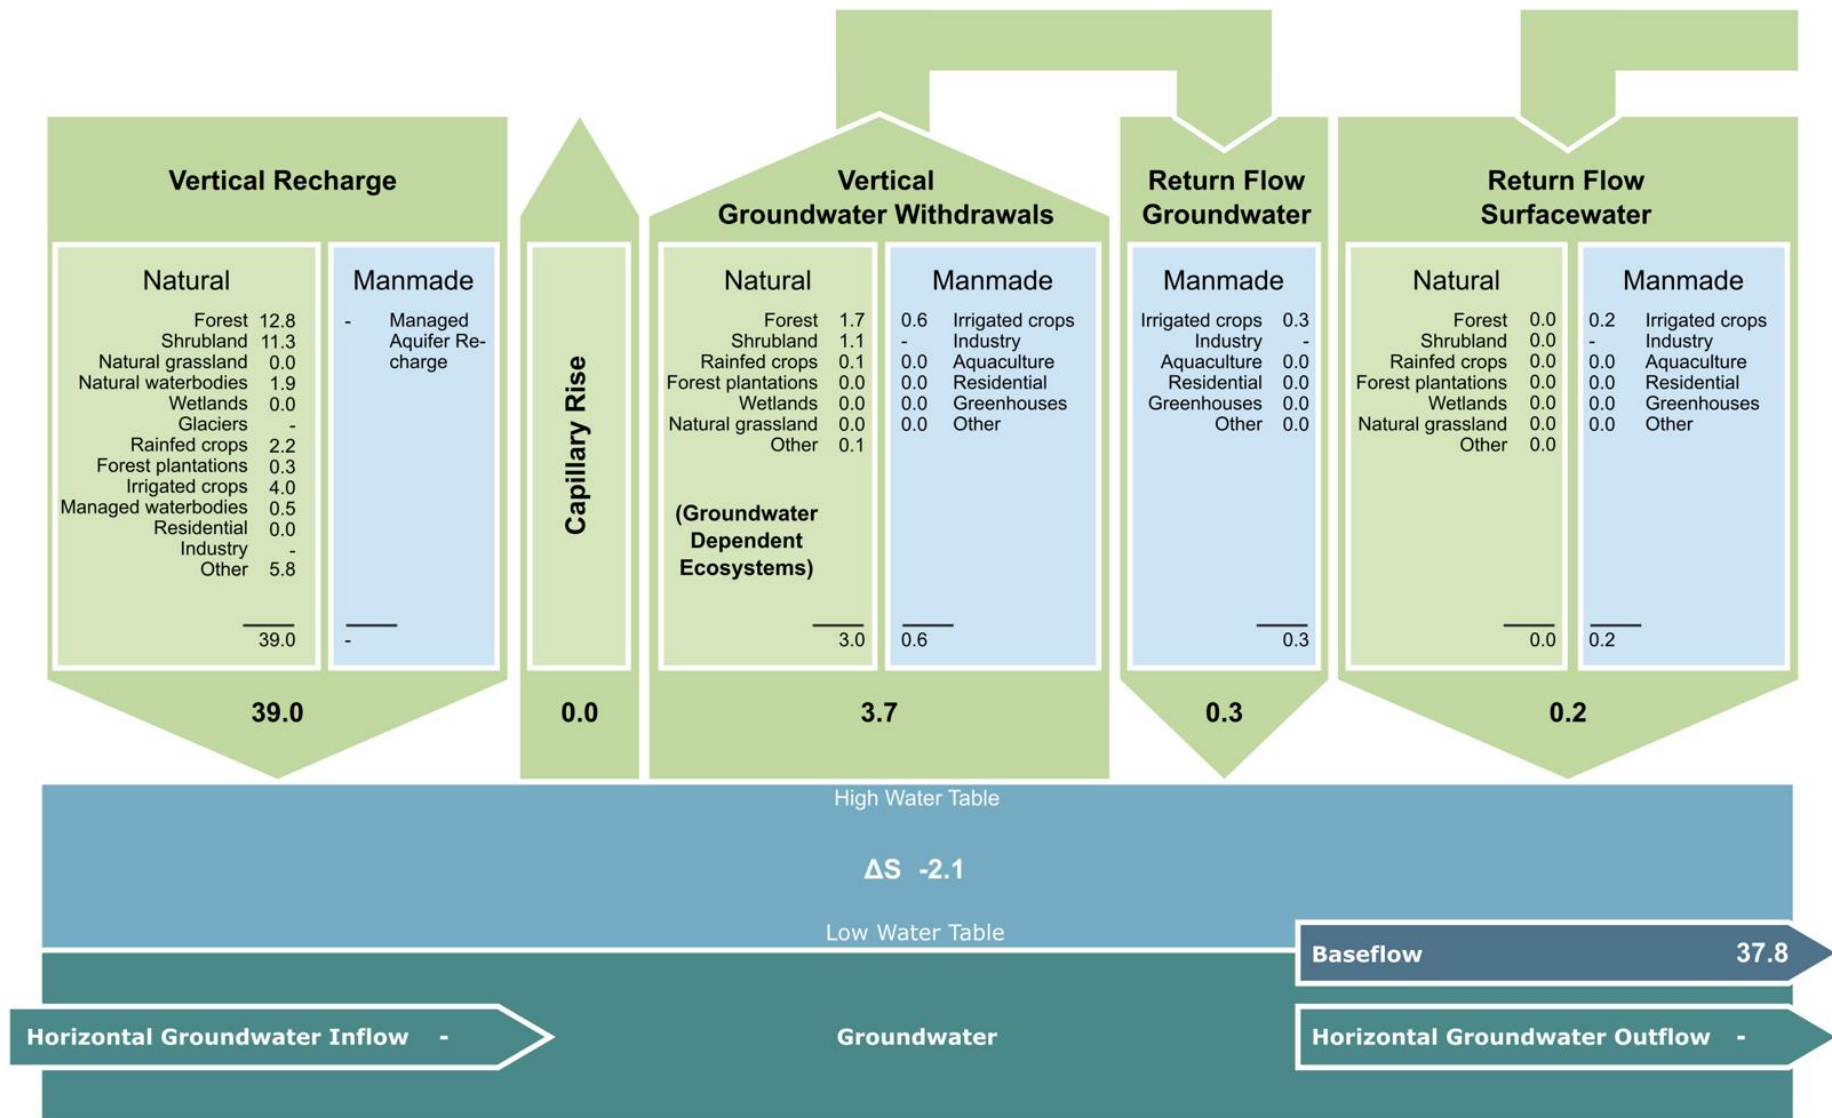 Vertical Recharge
Natural
Forest 12.8
Shrubland 11.3
Natural grassland 0.0
Natural waterbodies 1.9
Wetlands 0.0
Glaciers -
Rainfed crops 2.2
Forest plantations 0.3
Irrigated crops 4.0
Managed waterbodies 0.5
Residential 0.0
Industry -
Other 5.8
39.0
Manmade
- Managed
Aquifer Re-
charge
-
39.0
Capillary Rise
0.0
Vertical
Groundwater Withdrawals
Natural
Forest 1.7
Shrubland 1.1
Rainfed crops 0.1
Forest plantations 0.0
Wetlands 0.0
Natural grassland 0.0
Other 0.1
(Groundwater
Dependent
Ecosystems)
3.0
Manmade
0.6 Irrigated crops
- Industry
0.0 Aquaculture
0.0 Residential
0.0 Greenhouses
0.0 Other
0.6
3.7
Return Flow
Groundwater
Manmade
Irrigated crops 0.3
Industry -
Aquaculture 0.0
Residential 0.0
Greenhouses 0.0
Other 0.0
0.3
0.3
Return Flow
Surfacewater
Natural
Forest 0.0
Shrubland 0.0
Rainfed crops 0.0
Forest plantations 0.0
Wetlands 0.0
Natural grassland 0.0
Other 0.0
0.0
Manmade
0.2 Irrigated crops
- Industry
0.0 Aquaculture
0.0 Residential
0.0 Greenhouses
0.0 Other
0.2
0.2
High Water Table
ΔS -2.1
Low Water Table
Baseflow 37.8
Horizontal Groundwater Inflow -
Groundwater
Horizontal Groundwater Outflow -